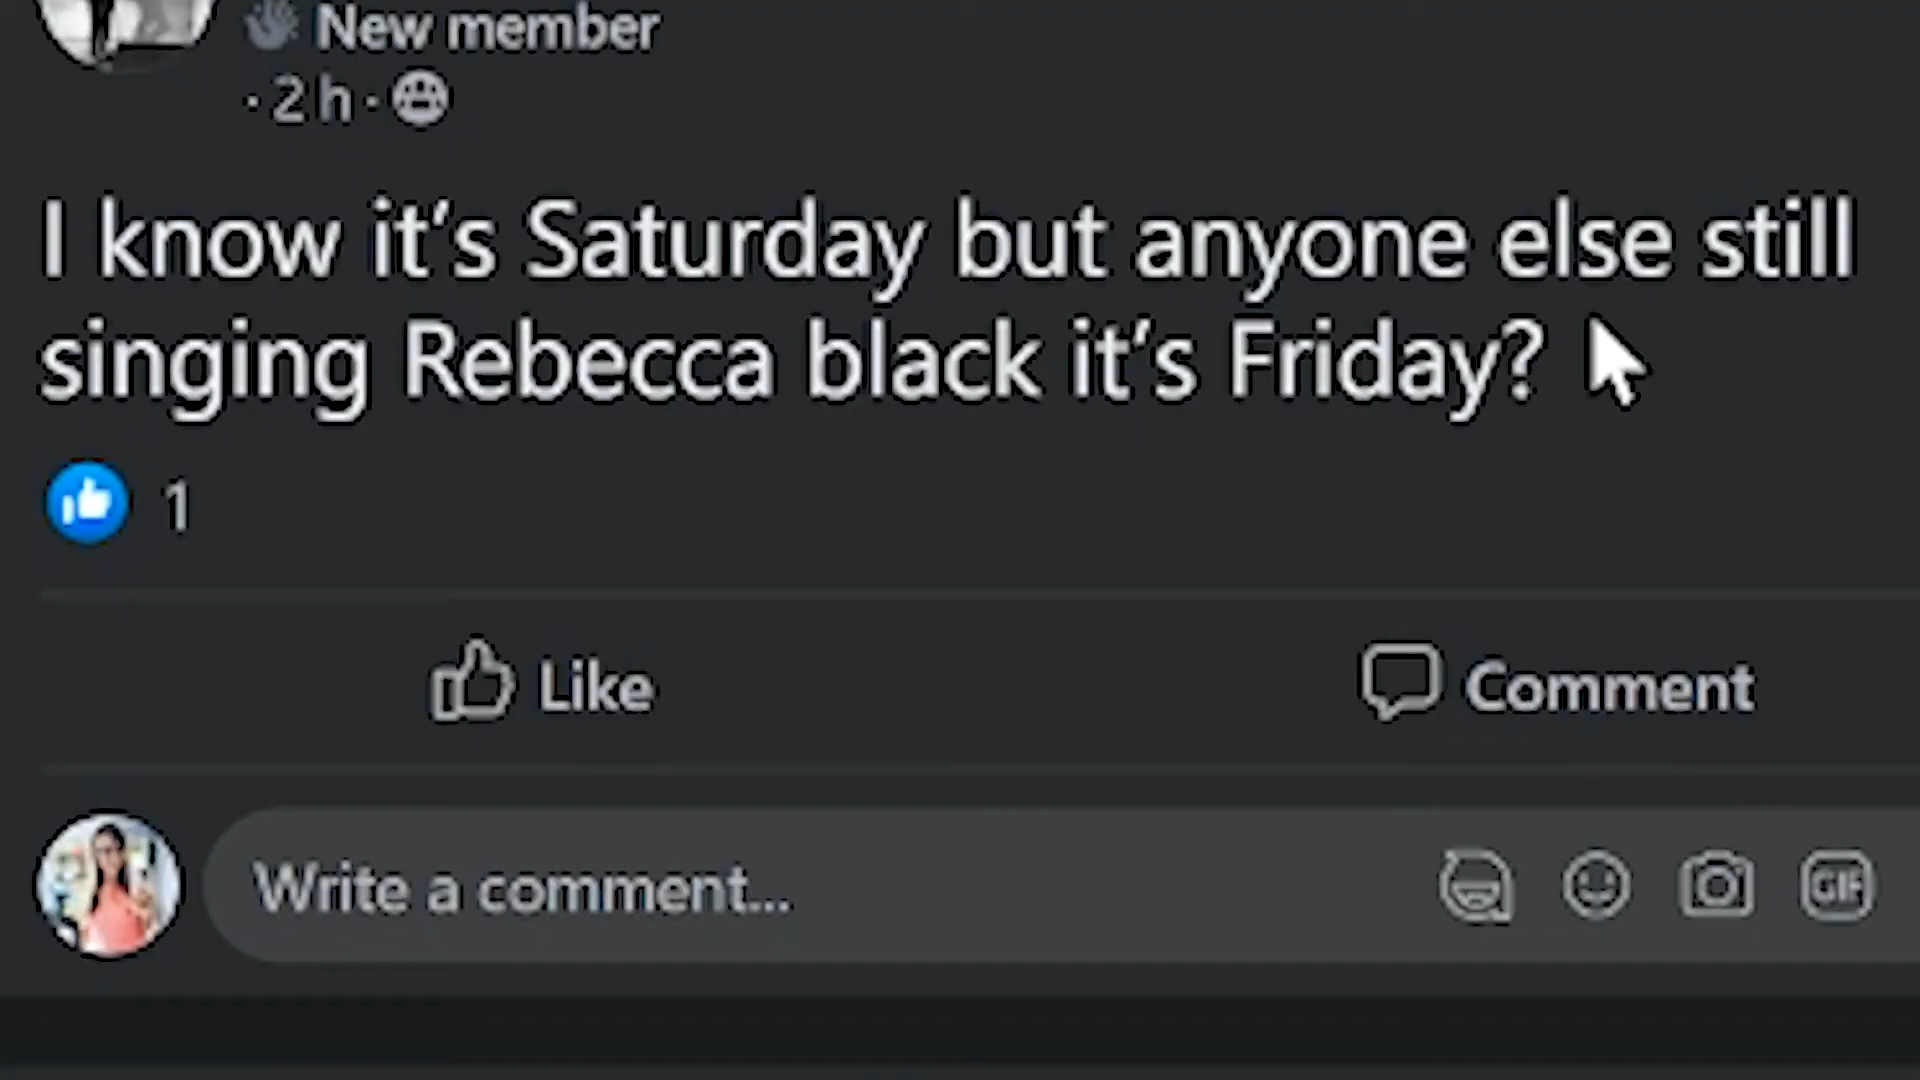 New member
· 2 h ·
I know it's Saturday but anyone else still
singing Rebecca black it's Friday?
1
Like
Comment
Write a comment...
GIF